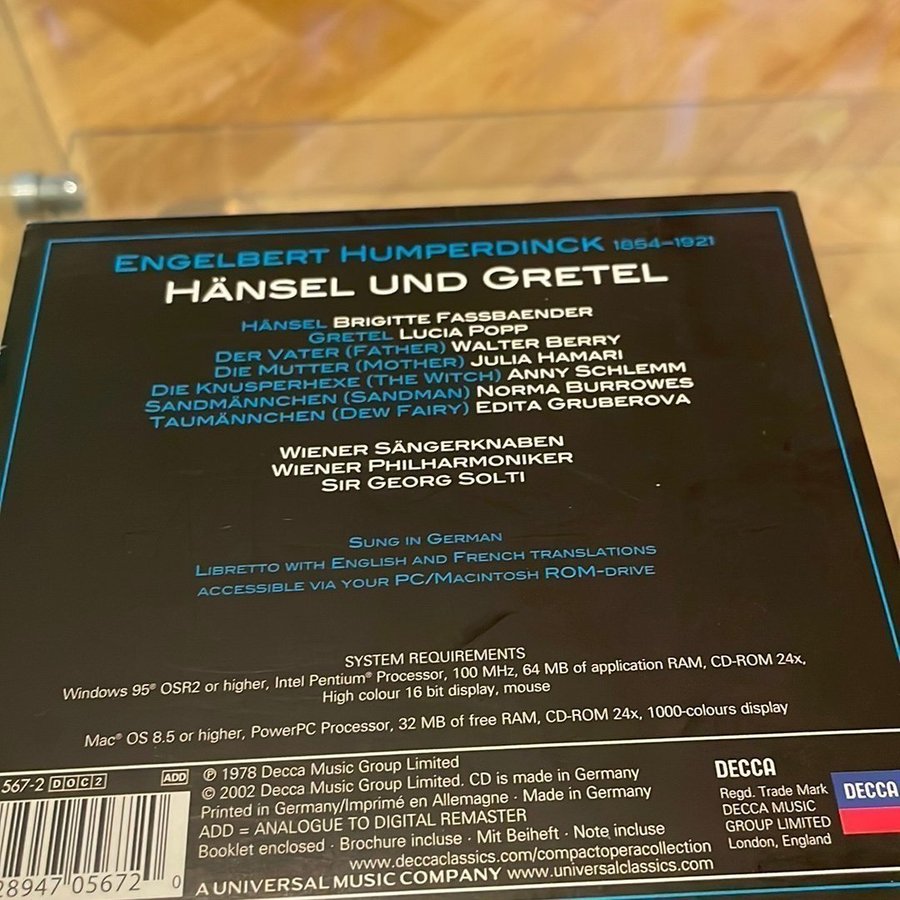 ENGELBERT HUMPERDINCK 1854–1921
HÄNSEL UND GRETEL
HÄNSEL BRIGITTE FASSBAENDER
GRETEL LUCIA POPP
DER VATER (FATHER) WALTER BERRY
DIE MUTTER (MOTHER) JULIA HAMARI
DIE KNUSPERHEXE (THE WITCH) ANNY SCHLEMM
SANDMÄNNCHEN (SANDMAN) NORMA BURROWES
TAUMÄNNCHEN (DEW FAIRY) EDITA GRUBEROVA
WIENER SÄNGERKNABEN
WIENER PHILHARMONIKER
SIR GEORG SOLTI
SUNG IN GERMAN
LIBRETTO WITH ENGLISH AND FRENCH TRANSLATIONS
ACCESSIBLE VIA YOUR PC/MACINTOSH ROM-DRIVE
SYSTEM REQUIREMENTS
Windows 95® OSR2 or higher, Intel Pentium® Processor, 100 MHz, 64 MB of application RAM, CD-ROM 24x,
High colour 16 bit display, mouse
Mac® OS 8.5 or higher, PowerPC Processor, 32 MB of free RAM, CD-ROM 24x, 1000-colours display
567-2 DDC2 ADD
28947 05672 0
℗ 1978 Decca Music Group Limited
© 2002 Decca Music Group Limited. CD is made in Germany
Printed in Germany/Imprimé en Allemagne · Made in Germany
ADD = ANALOGUE TO DIGITAL REMASTER
Booklet enclosed · Brochure incluse · Mit Beiheft · Note incluse
www.deccaclassics.com/compactoperacollection
A UNIVERSAL MUSIC COMPANY www.universalclassics.com
DECCA
Regd. Trade Mark
DECCA MUSIC
GROUP LIMITED
London, England
DECCA